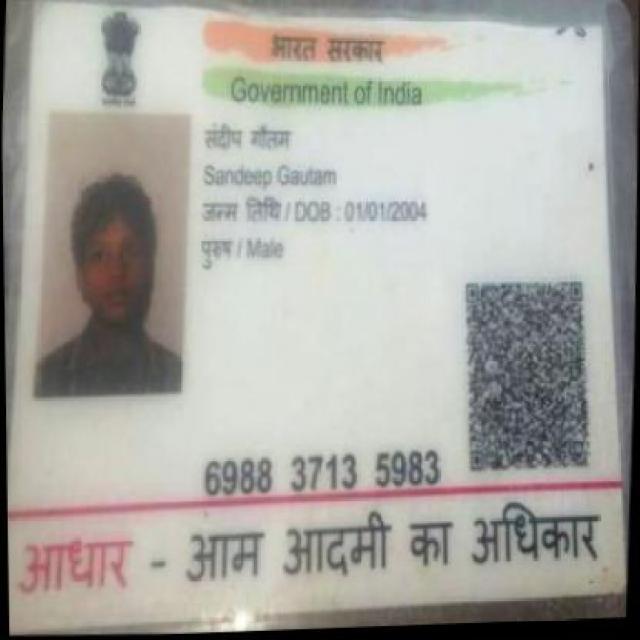 भारत सरकार
Government of India
संदीप गौतम
Sandeep Gautam
जन्म तिथि / DOB : 01/01/2004
पुरुष / Male
6988 3713 5983
आधार - आम आदमी का अधिकार